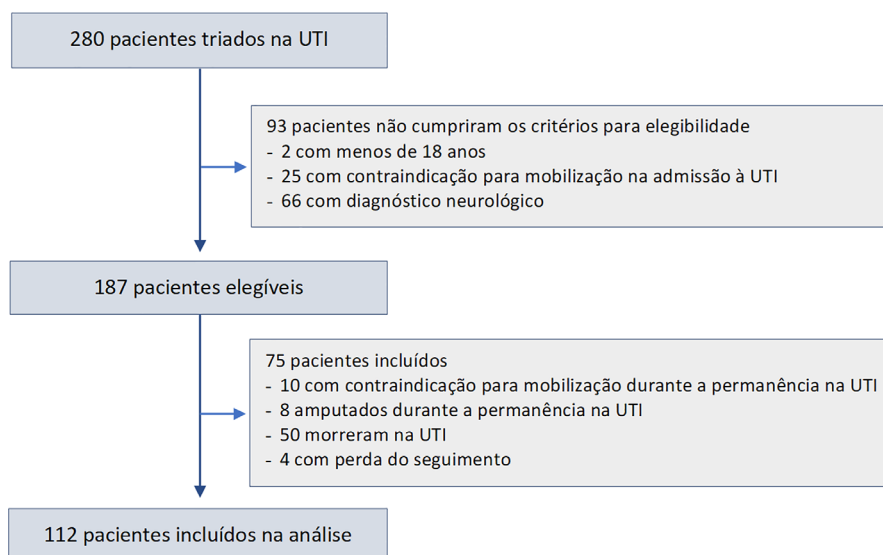 280 pacientes triados na UTI
93 pacientes não cumpriram os critérios para elegibilidade
- 2 com menos de 18 anos
- 25 com contraindicação para mobilização na admissão à UTI
- 66 com diagnóstico neurológico
187 pacientes elegíveis
75 pacientes incluídos
- 10 com contraindicação para mobilização durante a permanência na UTI
- 8 amputados durante a permanência na UTI
- 50 morreram na UTI
- 4 com perda do seguimento
112 pacientes incluídos na análise